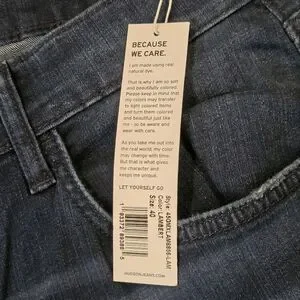 BECAUSE
WE CARE.
I am made using real
natural dye.
That is why I am so soft
and beautifully colored.
Please keep in mind that
my colors may transfer
to light colored items
and turn them colored
and beautiful just like
me - so be aware and
wear with care.
As you take me out into
the real world, my color
may change with time.
But that is what gives me
character and
keeps me unique.
LET YOURSELF GO
Color: LAMBERT
Size: 40
HUDSONJEANS.COM